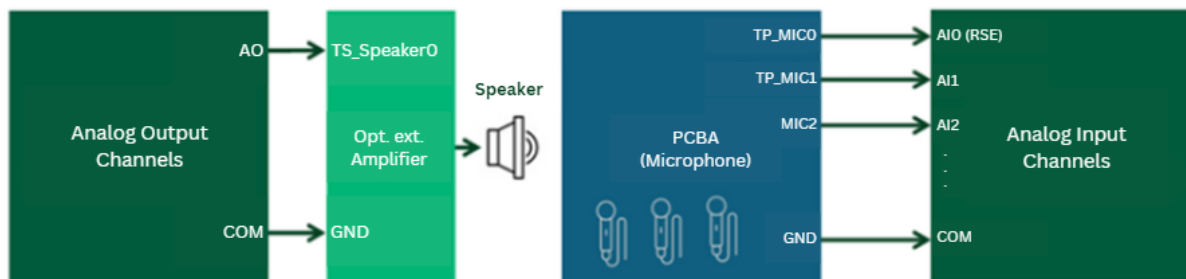 Analog Output
Channels
AO
COM
TS_Speaker0
Opt. ext.
Amplifier
GND
Speaker
PCBA
(Microphone)
TP_MIC0
TP_MIC1
MIC2
GND
AI0 (RSE)
AI1
AI2
.
.
.
COM
Analog Input
Channels